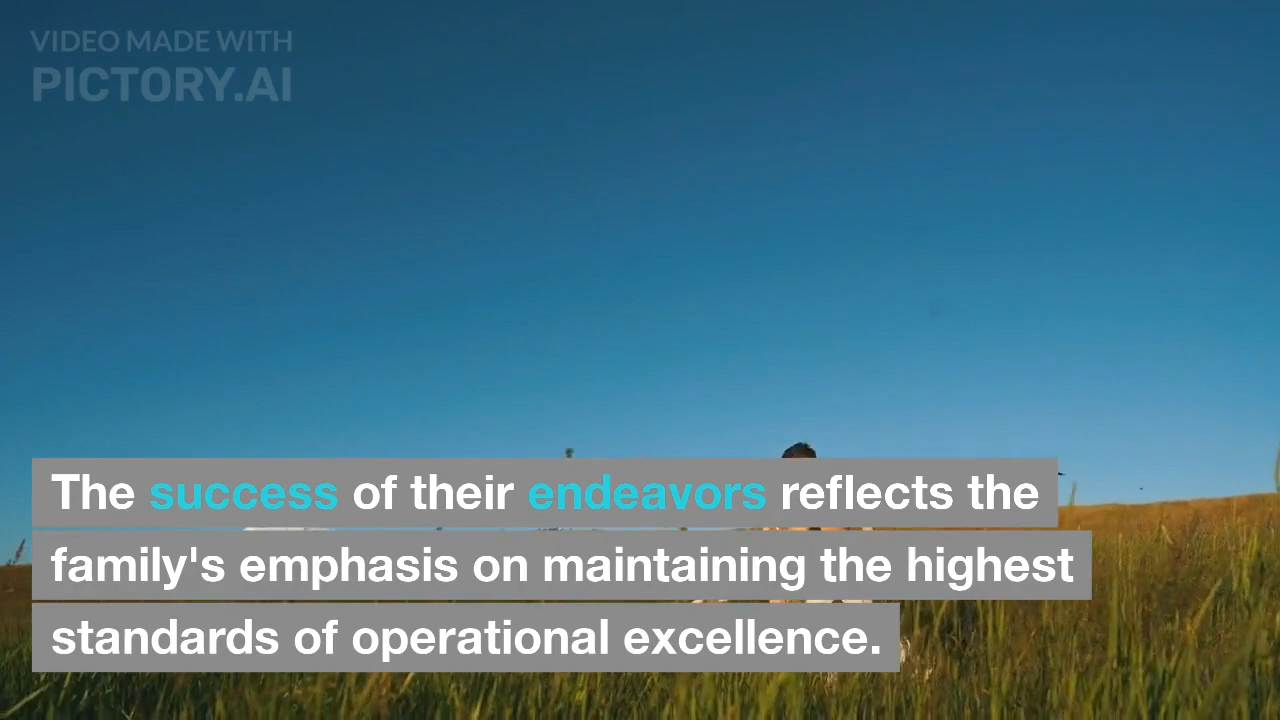 VIDEO MADE WITH
PICTORY.AI
The success of their endeavors reflects the
family's emphasis on maintaining the highest
standards of operational excellence.